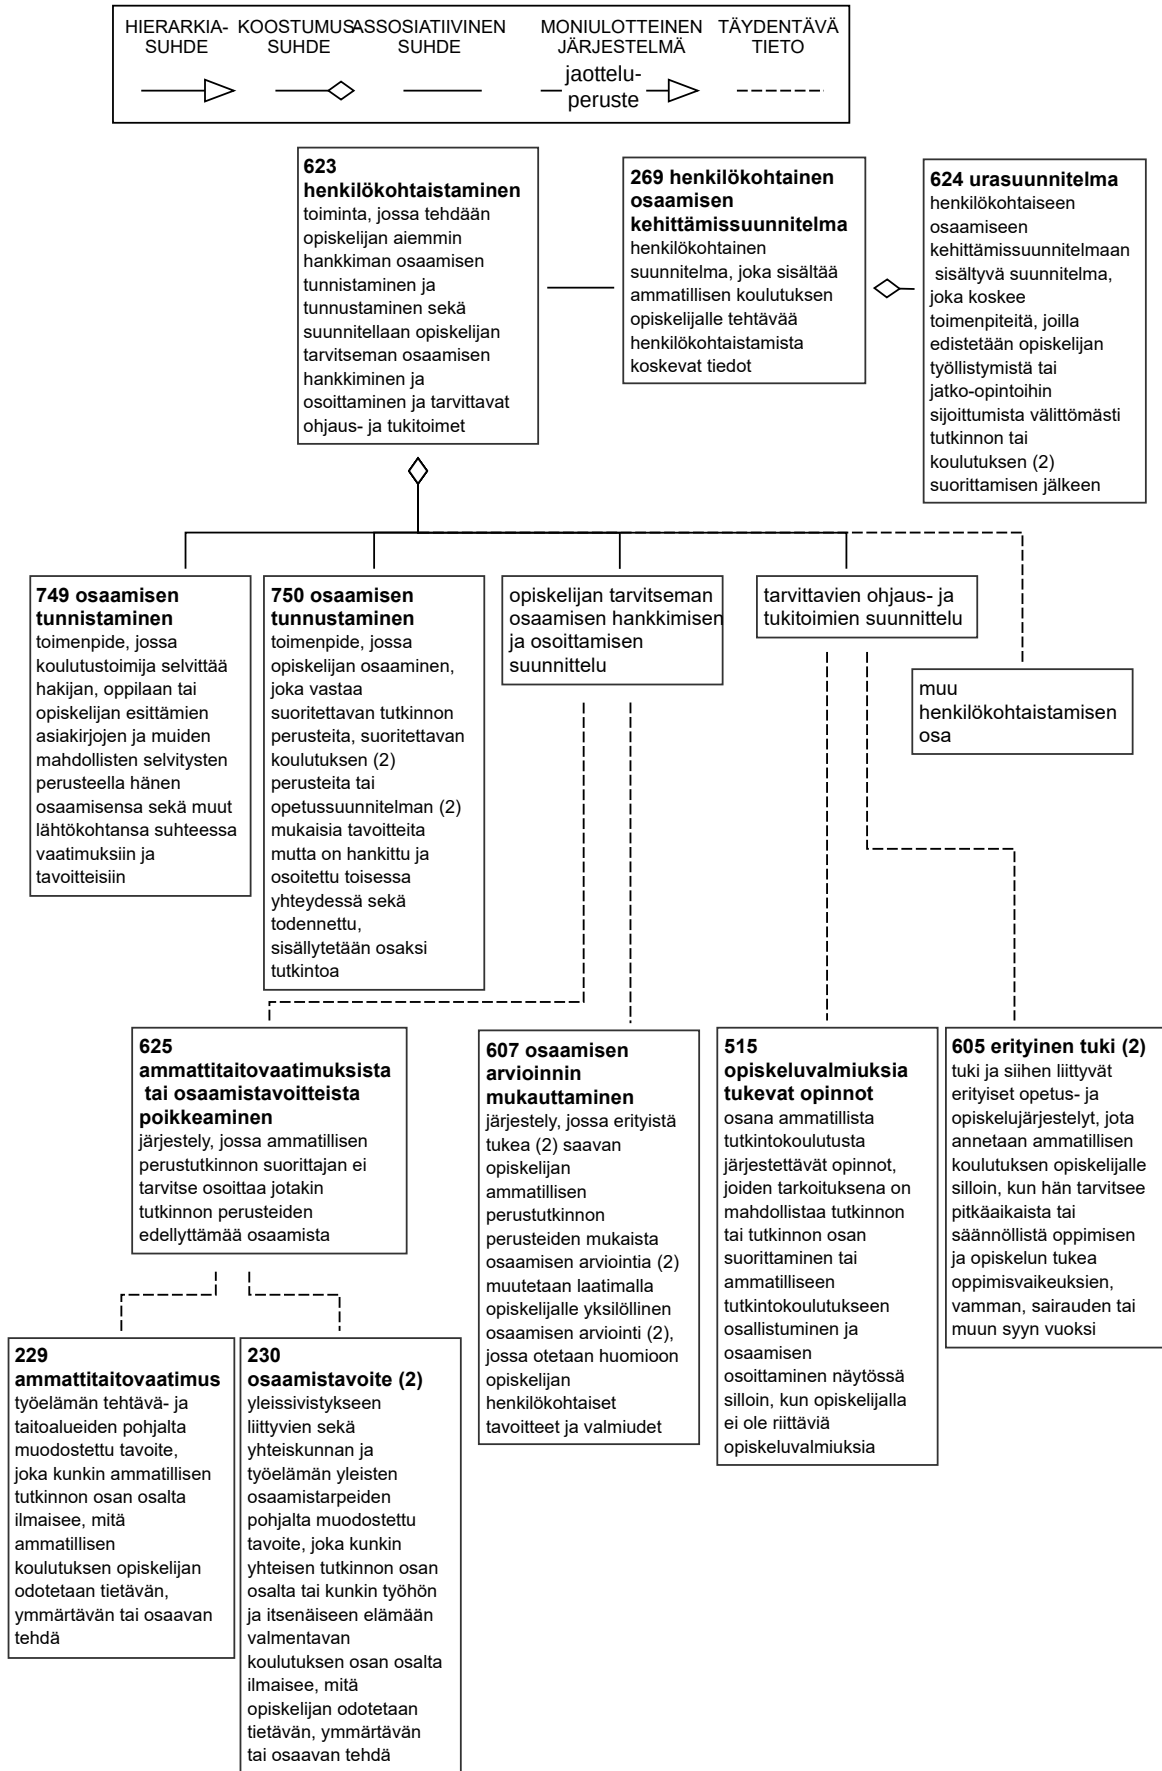 HIERARKIA-
SUHDE
KOOSTUMUS-
SUHDE
ASSOSIATIIVINEN
SUHDE
MONIULOTTEINEN
JÄRJESTELMÄ
TÄYDENTÄVÄ
TIETO
jaottelu-
peruste
623
henkilökohtaistaminen
toiminta, jossa tehdään
opiskelijan aiemmin
hankkiman osaamisen
tunnistaminen ja
tunnustaminen sekä
suunnitellaan opiskelijan
tarvitseman osaamisen
hankkiminen ja
osoittaminen ja tarvittavat
ohjaus- ja tukitoimet
269 henkilökohtainen
osaamisen
kehittämissuunnitelma
henkilökohtainen
suunnitelma, joka sisältää
ammatillisen koulutuksen
opiskelijalle tehtävää
henkilökohtaistamista
koskevat tiedot
624 urasuunnitelma
henkilökohtaiseen
osaamiseen
kehittämissuunnitelmaan
sisältyvä suunnitelma,
joka koskee
toimenpiteitä, joilla
edistetään opiskelijan
työllistymistä tai
jatko-opintoihin
sijoittumista välittömästi
tutkinnon tai
koulutuksen (2)
suorittamisen jälkeen
749 osaamisen
tunnistaminen
toimenpide, jossa
koulutustoimija selvittää
hakijan, oppilaan tai
opiskelijan esittämien
asiakirjojen ja muiden
mahdollisten selvitysten
perusteella hänen
osaamisensa sekä muut
lähtökohtansa suhteessa
vaatimuksiin ja
tavoitteisiin
750 osaamisen
tunnustaminen
toimenpide, jossa
opiskelijan osaaminen,
joka vastaa
suoritettavan tutkinnon
perusteita, suoritettavan
koulutuksen (2)
perusteita tai
opetussuunnitelman (2)
mukaisia tavoitteita
mutta on hankittu ja
osoitettu toisessa
yhteydessä sekä
todennettu,
sisällytetään osaksi
tutkintoa
opiskelijan tarvitseman
osaamisen hankkimisen
ja osoittamisen
suunnittelu
tarvittavien ohjaus- ja
tukitoimien suunnittelu
muu
henkilökohtaistamisen
osa
625
ammattitaitovaatimuksista
tai osaamistavoitteista
poikkeaminen
järjestely, jossa ammatillisen
perustutkinnon suorittajan ei
tarvitse osoittaa jotakin
tutkinnon perusteiden
edellyttämää osaamista
607 osaamisen
arvioinnin
mukauttaminen
järjestely, jossa erityistä
tukea (2) saavan
opiskelijan
ammatillisen
perustutkinnon
perusteiden mukaista
osaamisen arviointia (2)
muutetaan laatimalla
opiskelijalle yksilöllinen
osaamisen arviointi (2),
jossa otetaan huomioon
opiskelijan
henkilökohtaiset
tavoitteet ja valmiudet
515
opiskeluvalmiuksia
tukevat opinnot
osana ammatillista
tutkintokoulutusta
järjestettävät opinnot,
joiden tarkoituksena on
mahdollistaa tutkinnon
tai tutkinnon osan
suorittaminen tai
ammatilliseen
tutkintokoulutukseen
osallistuminen ja
osaamisen
osoittaminen näytössä
silloin, kun opiskelijalla
ei ole riittäviä
opiskeluvalmiuksia
605 erityinen tuki (2)
tuki ja siihen liittyvät
erityiset opetus- ja
opiskelujärjestelyt, jota
annetaan ammatillisen
koulutuksen opiskelijalle
silloin, kun hän tarvitsee
pitkäaikaista tai
säännöllistä oppimisen
ja opiskelun tukea
oppimisvaikeuksien,
vamman, sairauden tai
muun syyn vuoksi
229
ammattitaitovaatimus
työelämän tehtävä- ja
taitoalueiden pohjalta
muodostettu tavoite,
joka kunkin ammatillisen
tutkinnon osan osalta
ilmaisee, mitä
ammatillisen
koulutuksen opiskelijan
odotetaan tietävän,
ymmärtävän tai osaavan
tehdä
230
osaamistavoite (2)
yleissivistykseen
liittyvien sekä
yhteiskunnan ja
työelämän yleisten
osaamistarpeiden
pohjalta muodostettu
tavoite, joka kunkin
yhteisen tutkinnon osan
osalta tai kunkin työhön
ja itsenäiseen elämään
valmentavan
koulutuksen osan osalta
ilmaisee, mitä
opiskelijan odotetaan
tietävän, ymmärtävän
tai osaavan tehdä